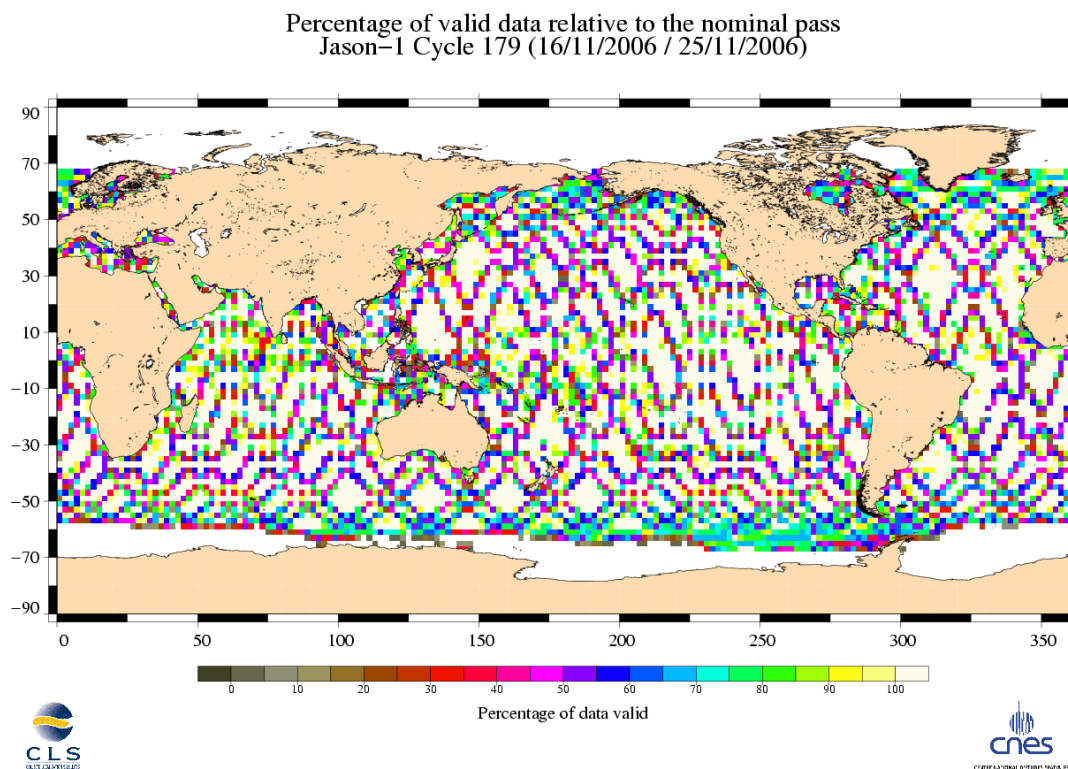 Percentage of valid data relative to the nominal pass
Jason−1 Cycle 179 (16/11/2006 / 25/11/2006)
90
70
50
30
10
−10
−30
−50
−70
−90
0 50 100 150 200 250 300 350
0 10 20 30 40 50 60 70 80 90 100
Percentage of data valid
CLS
cnes